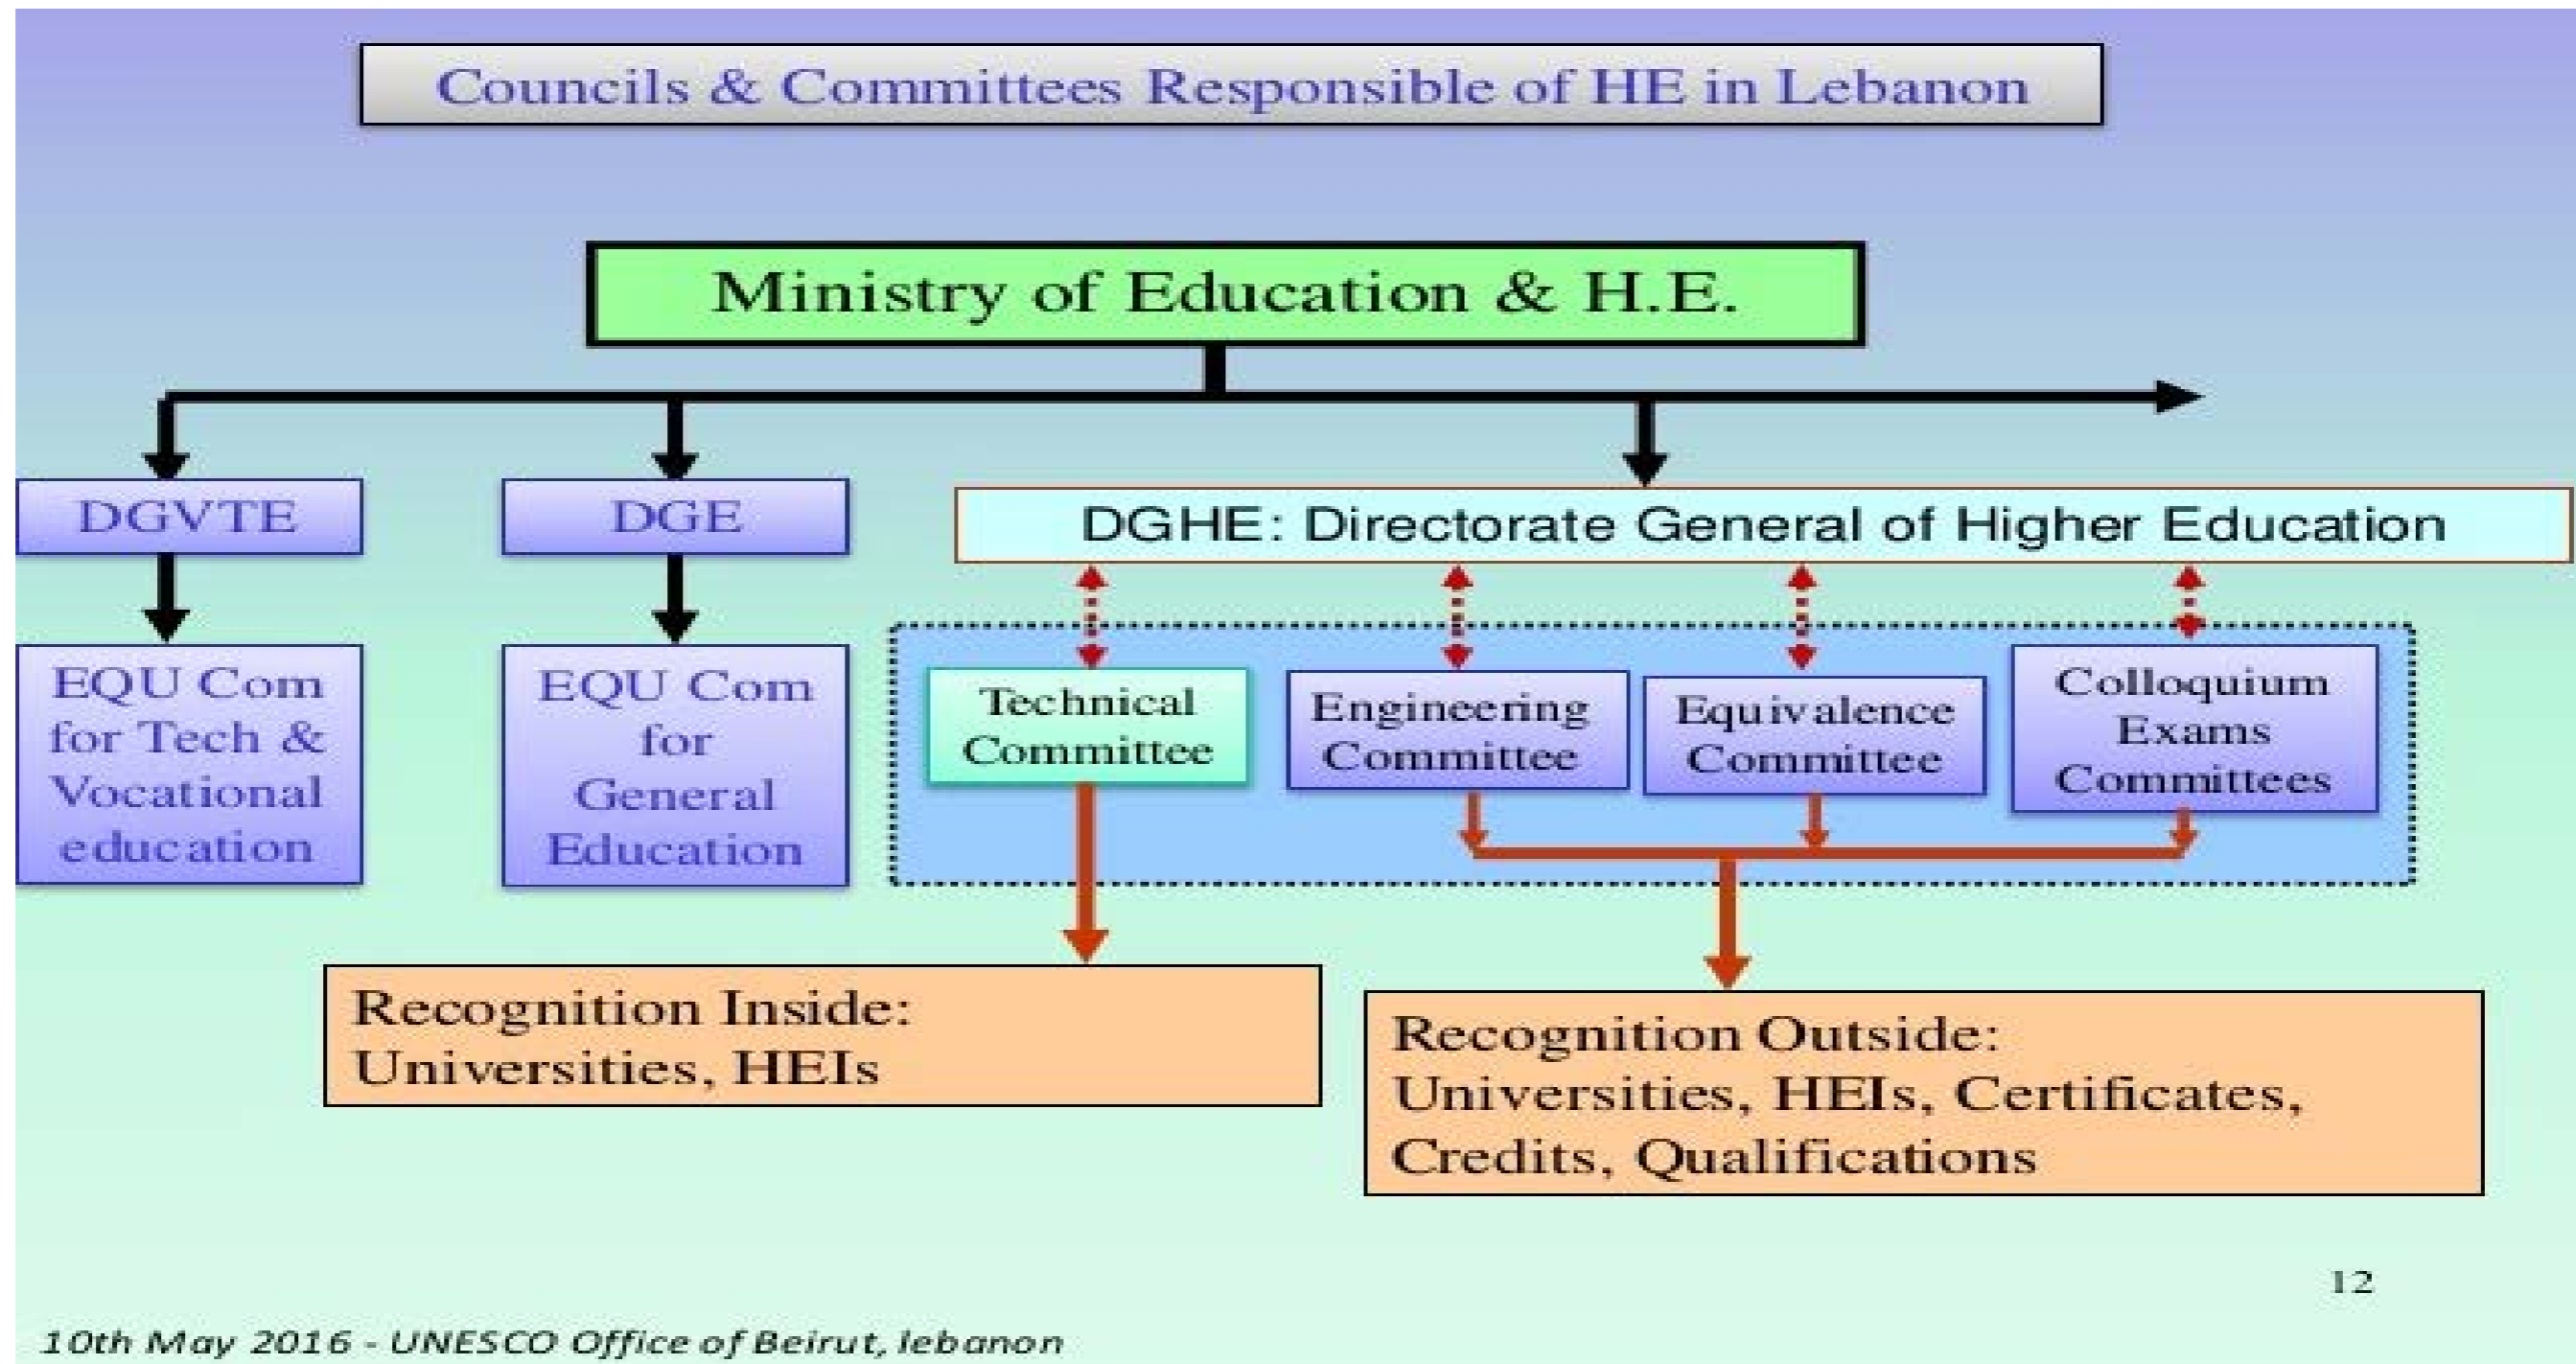 Councils & Committees Responsible of HE in Lebanon
Ministry of Education & H.E.
DGVTE
DGE
DGHE: Directorate General of Higher Education
EQU Com
for Tech &
Vocational
education
EQU Com
for
General
Education
Technical
Committee
Engineering
Committee
Equivalence
Committee
Colloquium
Exams
Committees
Recognition Inside:
Universities, HEIs
Recognition Outside:
Universities, HEIs, Certificates,
Credits, Qualifications
12
10th May 2016 - UNESCO Office of Beirut, lebanon